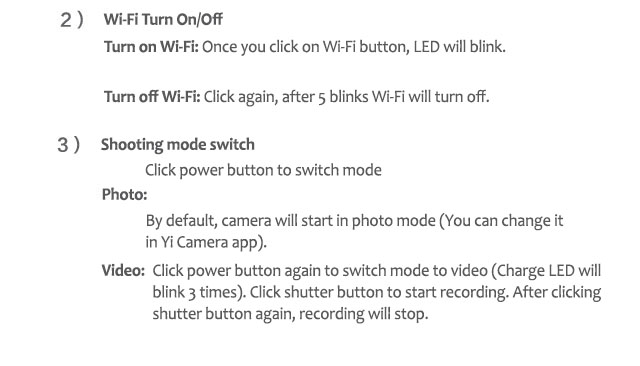 2） Wi-Fi Turn On/Off
Turn on Wi-Fi: Once you click on Wi-Fi button, LED will blink.
Turn off Wi-Fi: Click again, after 5 blinks Wi-Fi will turn off.
3） Shooting mode switch
Click power button to switch mode
Photo:
By default, camera will start in photo mode (You can change it
in Yi Camera app).
Video: Click power button again to switch mode to video (Charge LED will
blink 3 times). Click shutter button to start recording. After clicking
shutter button again, recording will stop.